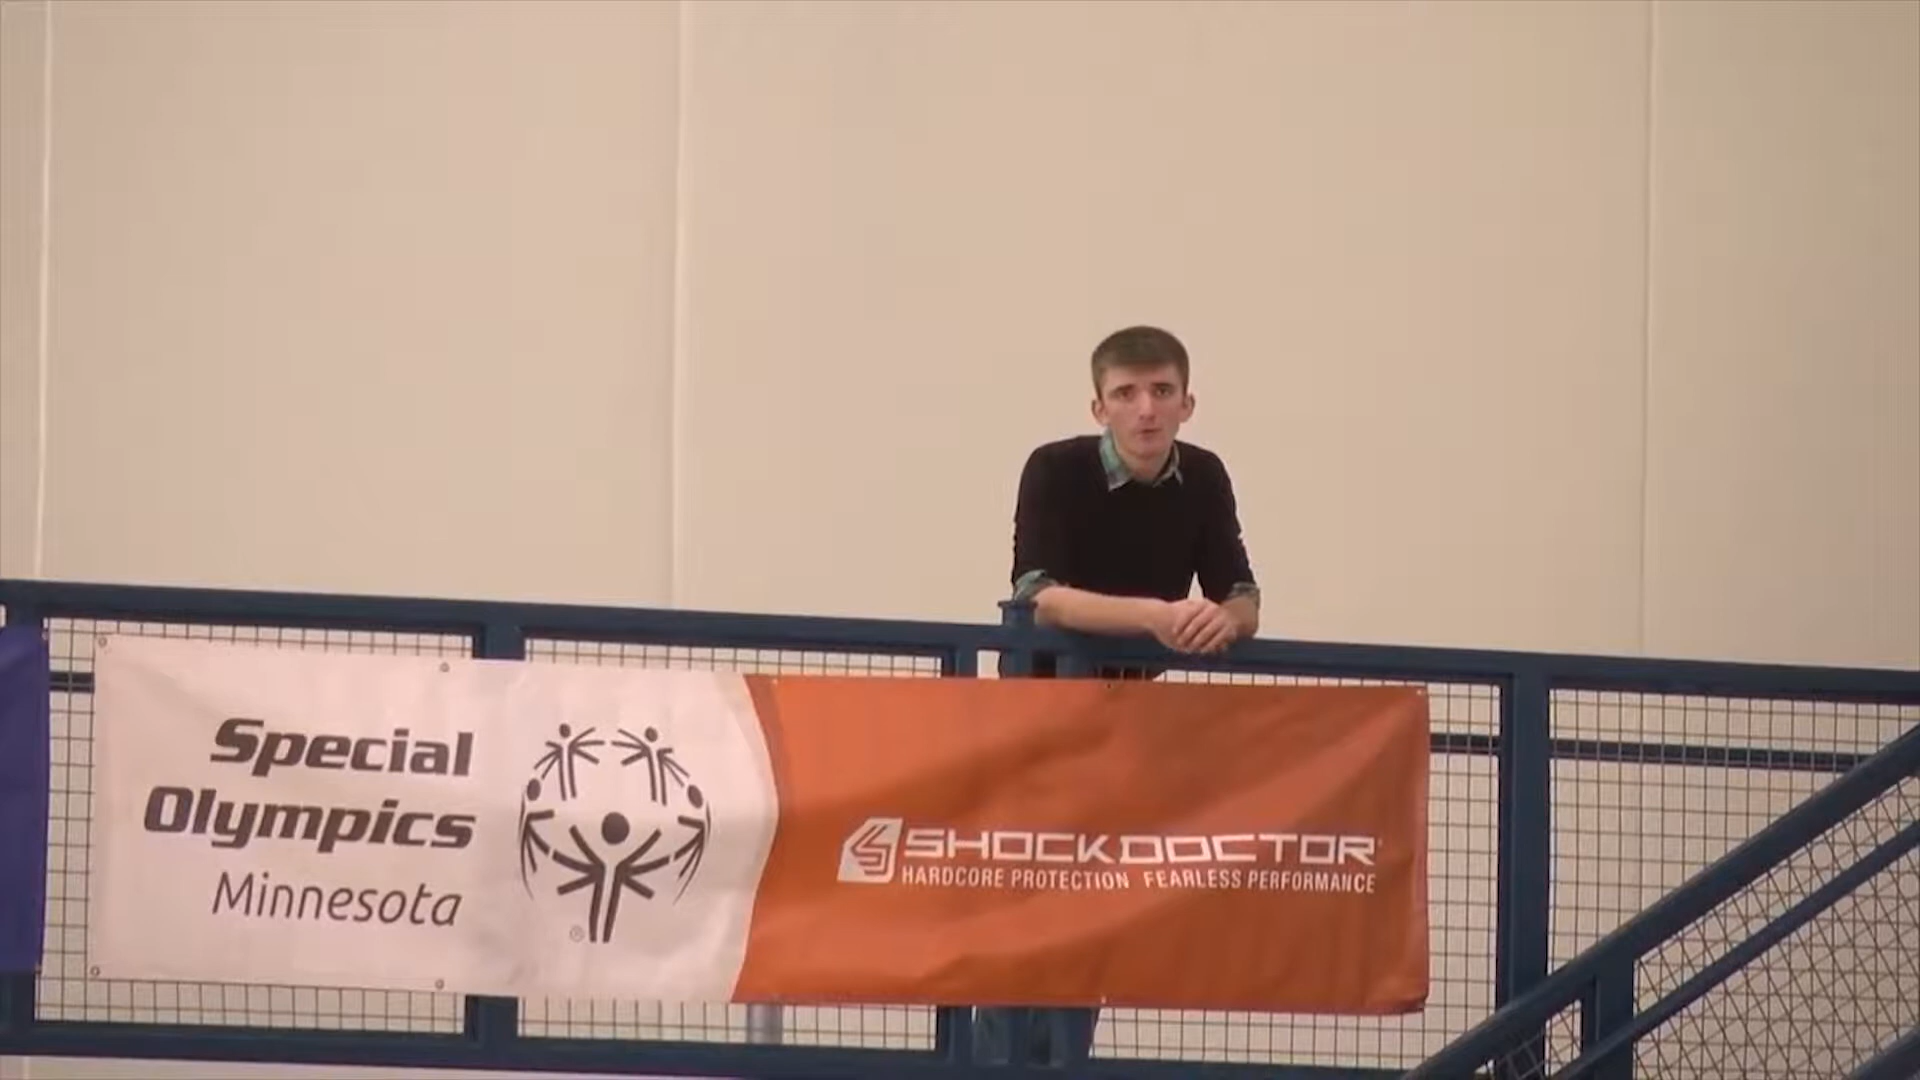 Special
Olympics
Minnesota
®
SHOCKDOCTOR
HARDCORE PROTECTION FEARLESS PERFORMANCE